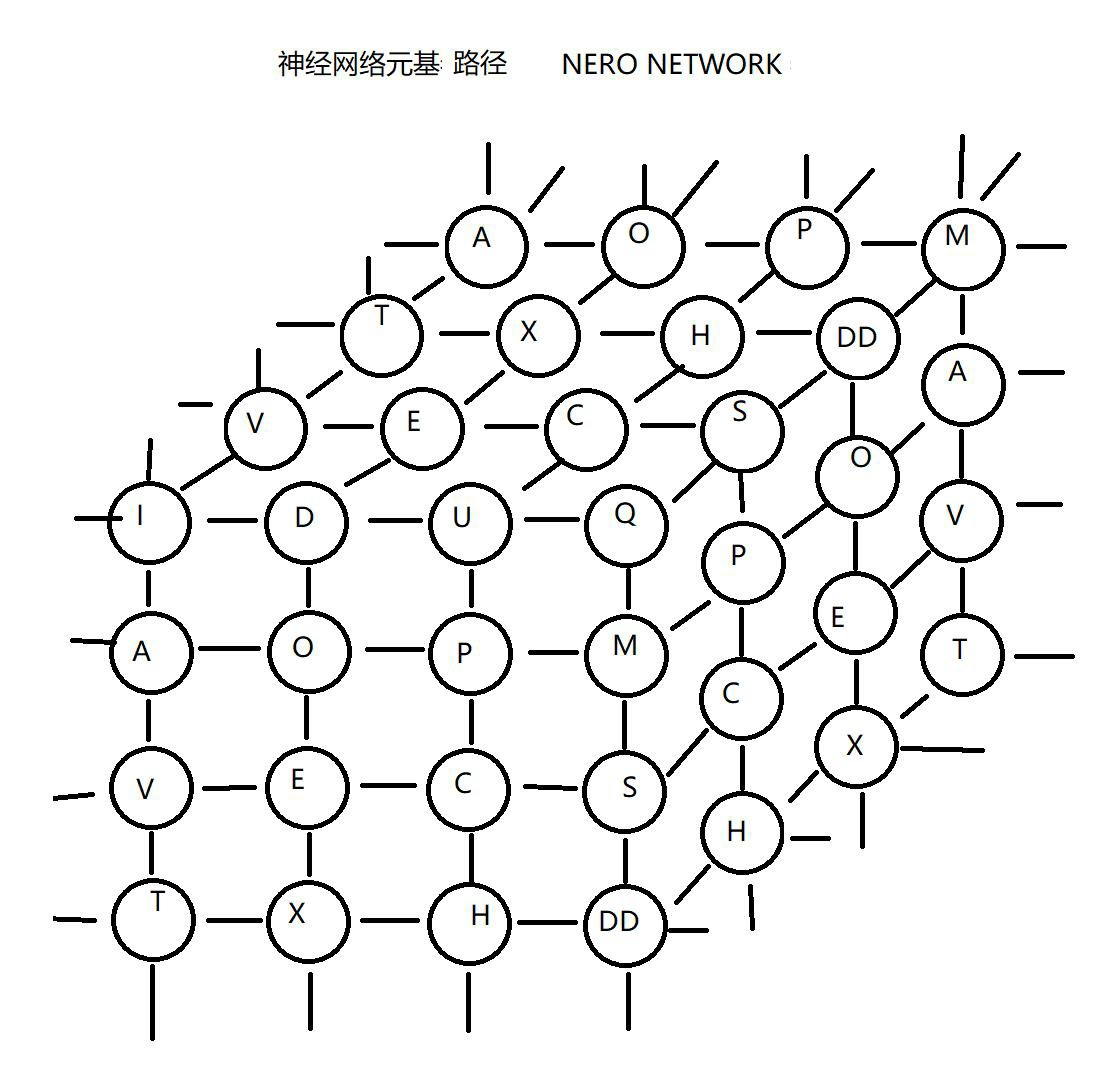 神经网络元基 路径 NERO NETWORK
A O P M
T X H DD
V E C S A
I D U Q O V
A O P M P E T
V E C S C X
T X H DD H